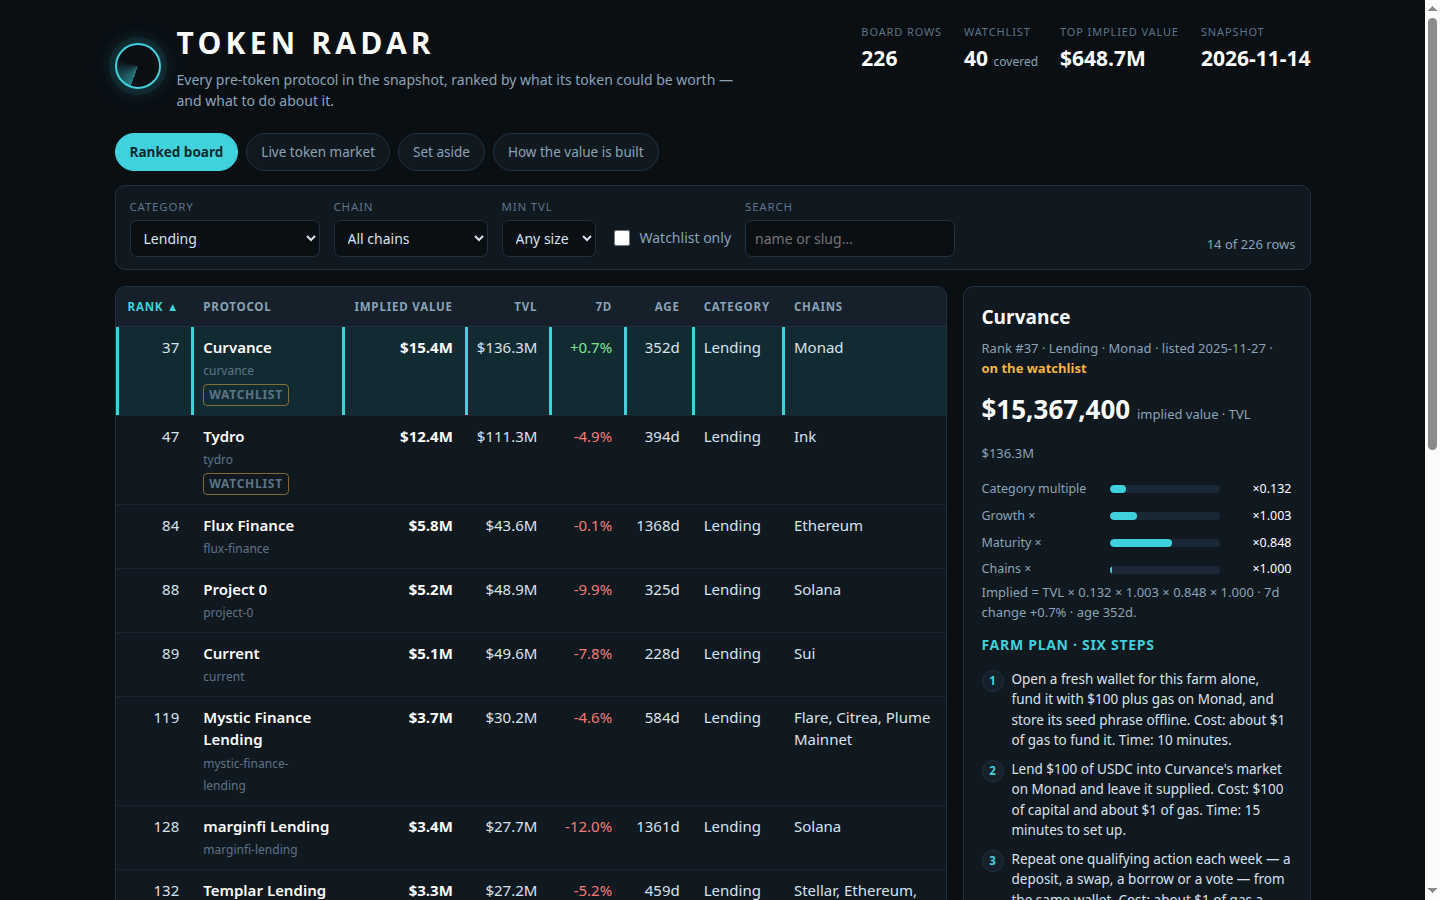 TOKEN RADAR
Every pre-token protocol in the snapshot, ranked by what its token could be worth —
and what to do about it.
BOARD ROWS
226
WATCHLIST
40 covered
TOP IMPLIED VALUE
$648.7M
SNAPSHOT
2026-11-14
Ranked board
Live token market
Set aside
How the value is built
CATEGORY
Lending
CHAIN
All chains
MIN TVL
Any size
Watchlist only
SEARCH
name or slug...
14 of 226 rows
RANK ▲ PROTOCOL IMPLIED VALUE TVL 7D AGE CATEGORY CHAINS
37 Curvance $15.4M $136.3M +0.7% 352d Lending Monad
curvance
WATCHLIST
47 Tydro $12.4M $111.3M -4.9% 394d Lending Ink
tydro
WATCHLIST
84 Flux Finance $5.8M $43.6M -0.1% 1368d Lending Ethereum
flux-finance
88 Project 0 $5.2M $48.9M -9.9% 325d Lending Solana
project-0
89 Current $5.1M $49.6M -7.8% 228d Lending Sui
current
119 Mystic Finance $3.7M $30.2M -4.6% 584d Lending Flare, Citrea, Plume
Lending Mainnet
mystic-finance-
lending
128 marginfi Lending $3.4M $27.7M -12.0% 1361d Lending Solana
marginfi-lending
132 Templar Lending $3.3M $27.2M -5.2% 459d Lending Stellar, Ethereum,
Curvance
Rank #37 · Lending · Monad · listed 2025-11-27 ·
on the watchlist
$15,367,400 implied value · TVL
$136.3M
Category multiple ×0.132
Growth × ×1.003
Maturity × ×0.848
Chains × ×1.000
Implied = TVL × 0.132 × 1.003 × 0.848 × 1.000 · 7d
change +0.7% · age 352d.
FARM PLAN · SIX STEPS
1 Open a fresh wallet for this farm alone,
fund it with $100 plus gas on Monad, and
store its seed phrase offline. Cost: about $1
of gas to fund it. Time: 10 minutes.
2 Lend $100 of USDC into Curvance's market
on Monad and leave it supplied. Cost: $100
of capital and about $1 of gas. Time: 15
minutes to set up.
3 Repeat one qualifying action each week — a
deposit, a swap, a borrow or a vote — from
the same wallet. Cost: about $1 of gas a